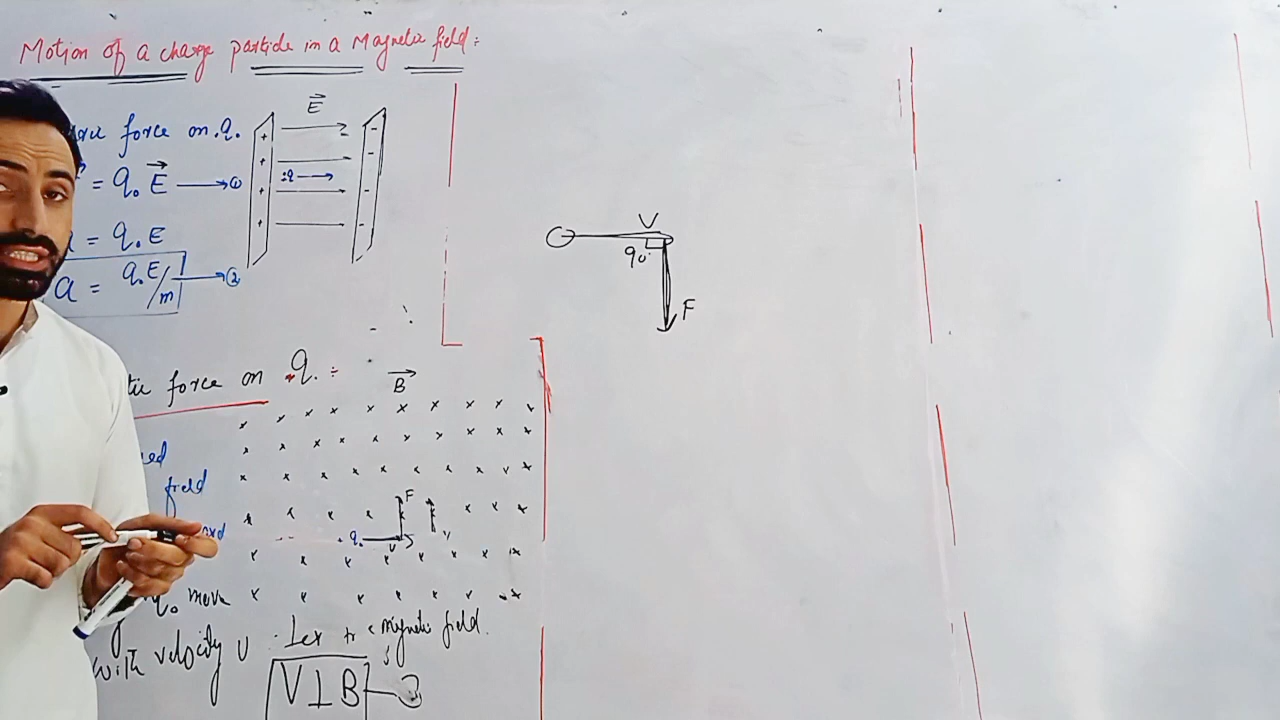 Motion of a charge particle in a Magnetic field :
force on q.
E
= q. E ①
+ -
+ -
q
+ -
+ -
= q. E
a = q.E/m ②
V
90°
F
force on q. ÷
B
field
F
q. V
q. move
with velocity v magnetic field.
V⊥B 3